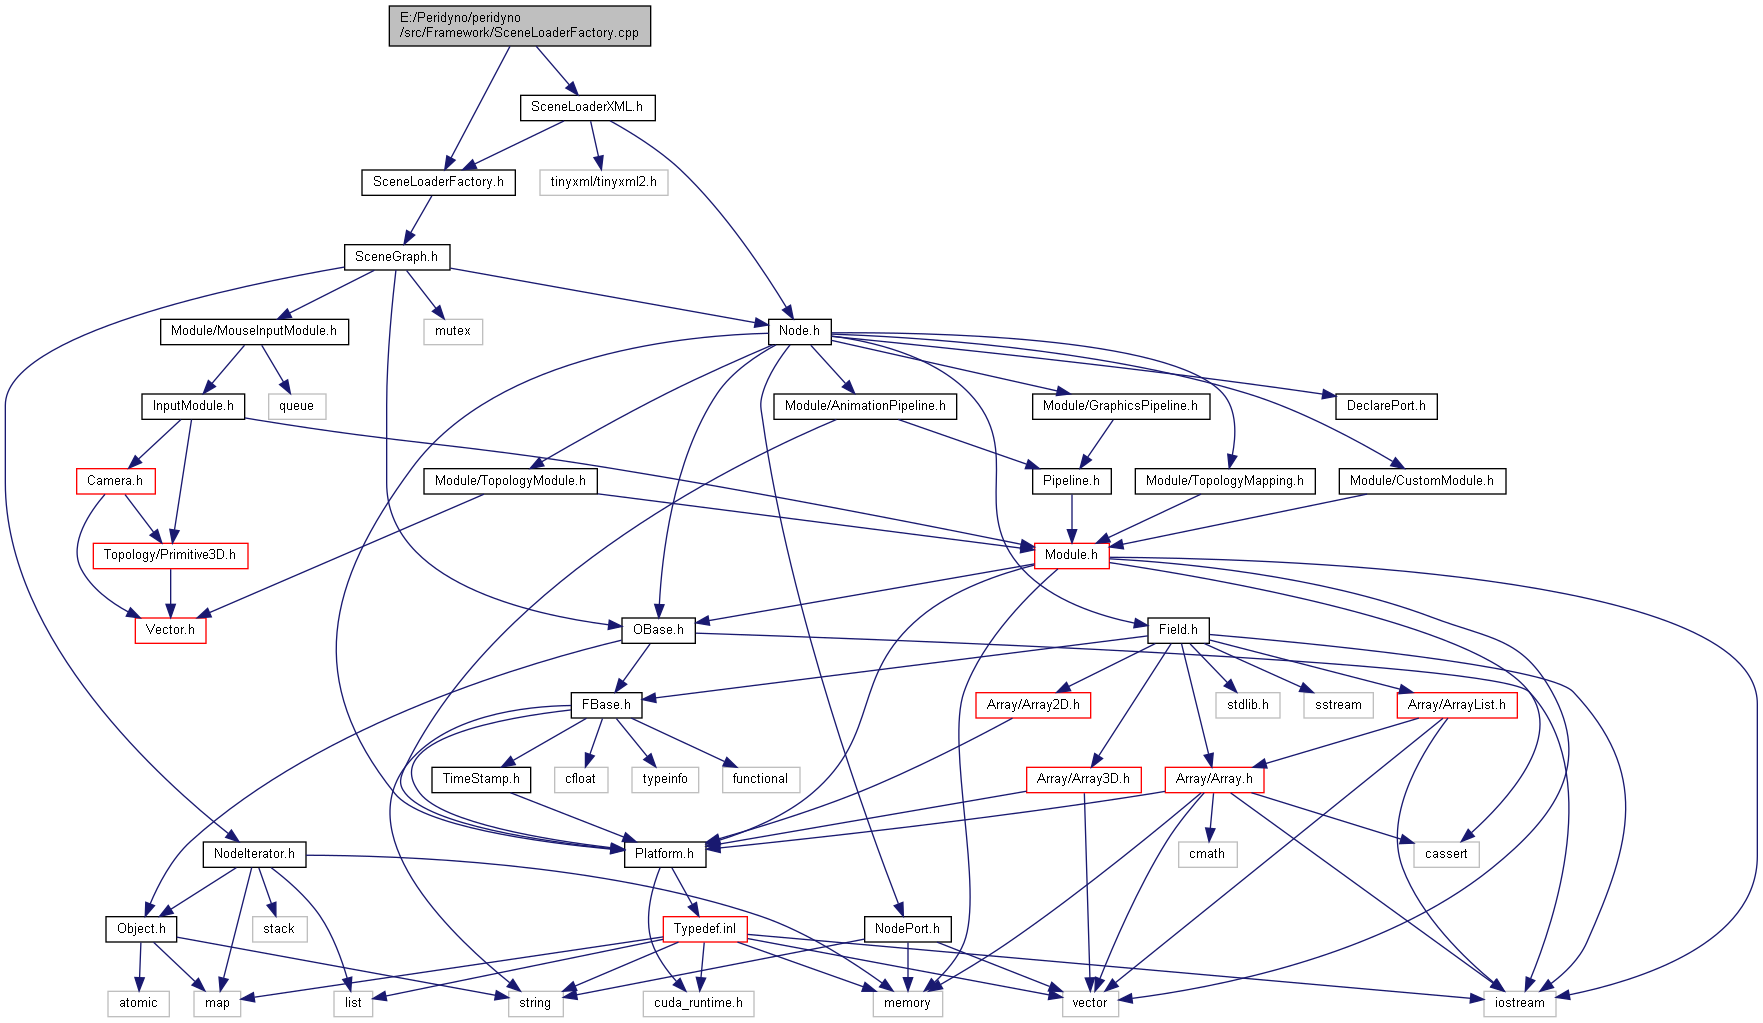 E:/Peridyno/peridyno
/src/Framework/SceneLoaderFactory.cpp
SceneLoaderXML.h
SceneLoaderFactory.h
tinyxml/tinyxml2.h
SceneGraph.h
Module/MouseInputModule.h
mutex
Node.h
InputModule.h
queue
Module/AnimationPipeline.h
Module/GraphicsPipeline.h
DeclarePort.h
Camera.h
Module/TopologyModule.h
Pipeline.h
Module/TopologyMapping.h
Module/CustomModule.h
Topology/Primitive3D.h
Module.h
Vector.h
OBase.h
Field.h
FBase.h
Array/Array2D.h
stdlib.h
sstream
Array/ArrayList.h
TimeStamp.h
cfloat
typeinfo
functional
Array/Array3D.h
Array/Array.h
NodeIterator.h
Platform.h
cmath
cassert
Object.h
stack
Typedef.inl
NodePort.h
atomic
map
list
string
cuda_runtime.h
memory
vector
iostream